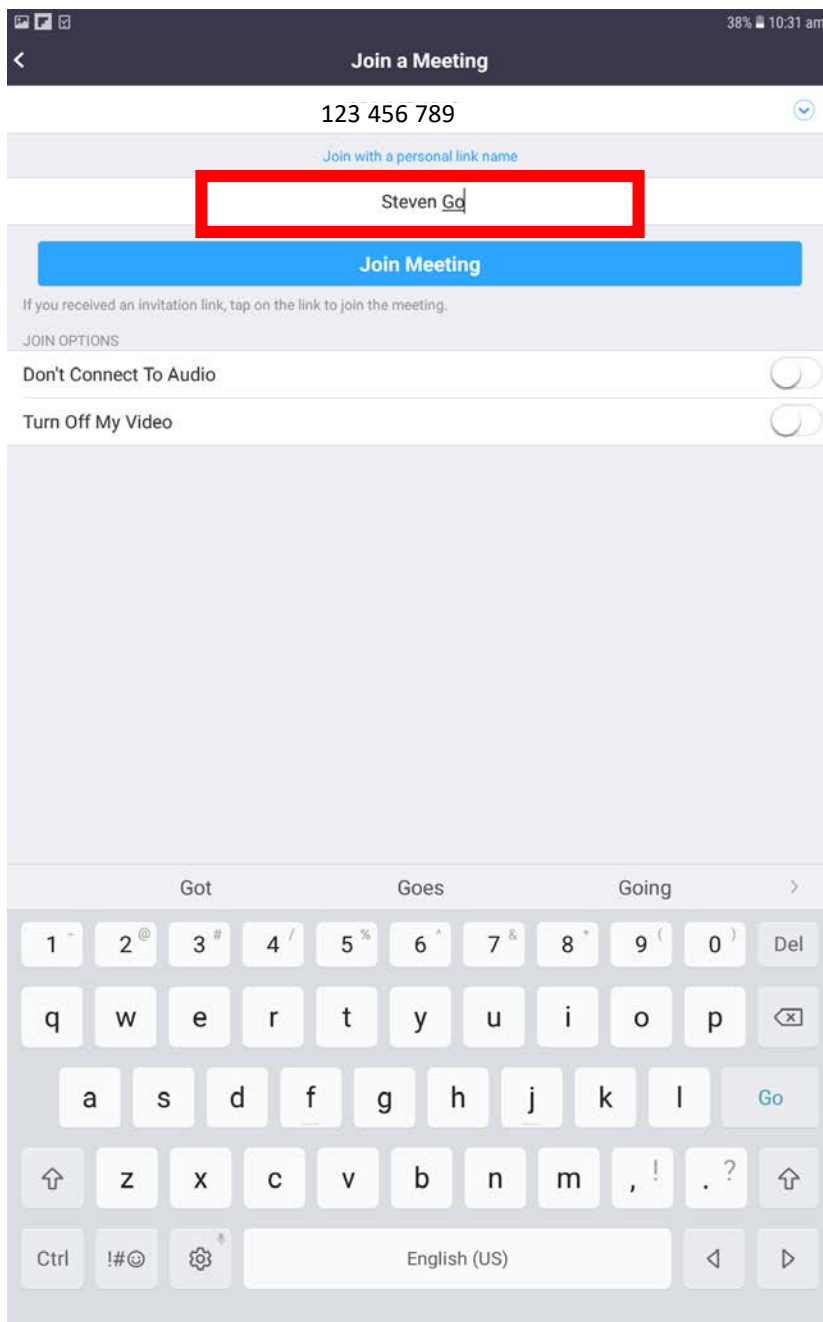 38% 10:31 am
Join a Meeting
123 456 789
Join with a personal link name
Steven Go
Join Meeting
If you received an invitation link, tap on the link to join the meeting.
JOIN OPTIONS
Don't Connect To Audio
Turn Off My Video
Got Goes Going
1 - 2 @ 3 # 4 / 5 % 6 ^ 7 & 8 * 9 ( 0 ) Del
q w e r t y u i o p
a s d f g h j k l Go
z x c v b n m , ! . ?
Ctrl !#☺ English (US)